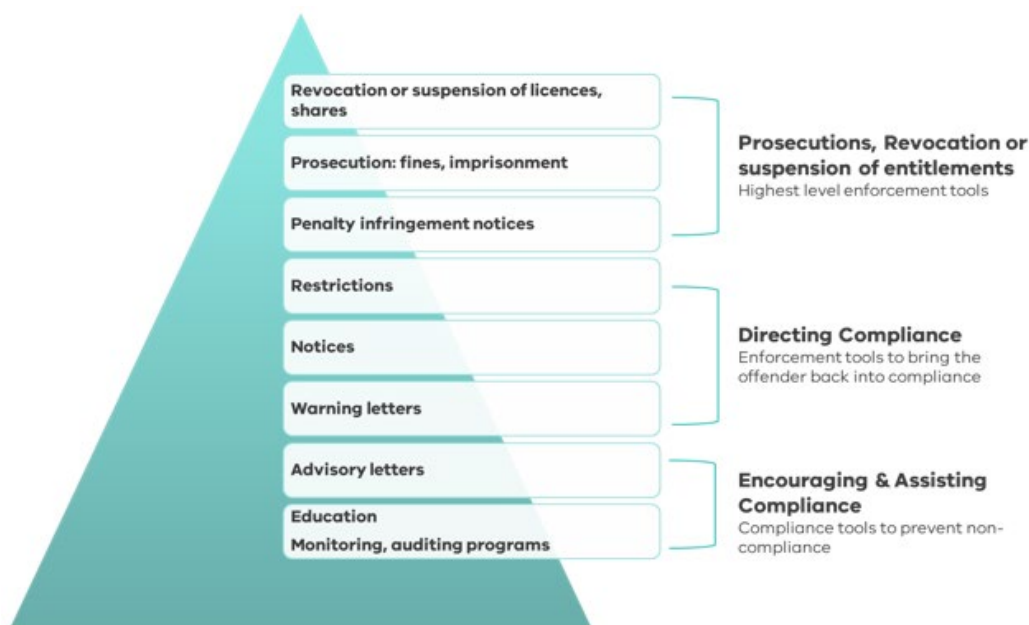 Revocation or suspension of licences,
shares
Prosecution: fines, imprisonment
Penalty infringement notices
Restrictions
Notices
Warning letters
Advisory letters
Education
Monitoring, auditing programs
Prosecutions, Revocation or
suspension of entitlements
Highest level enforcement tools
Directing Compliance
Enforcement tools to bring the
offender back into compliance
Encouraging & Assisting
Compliance
Compliance tools to prevent non-
compliance